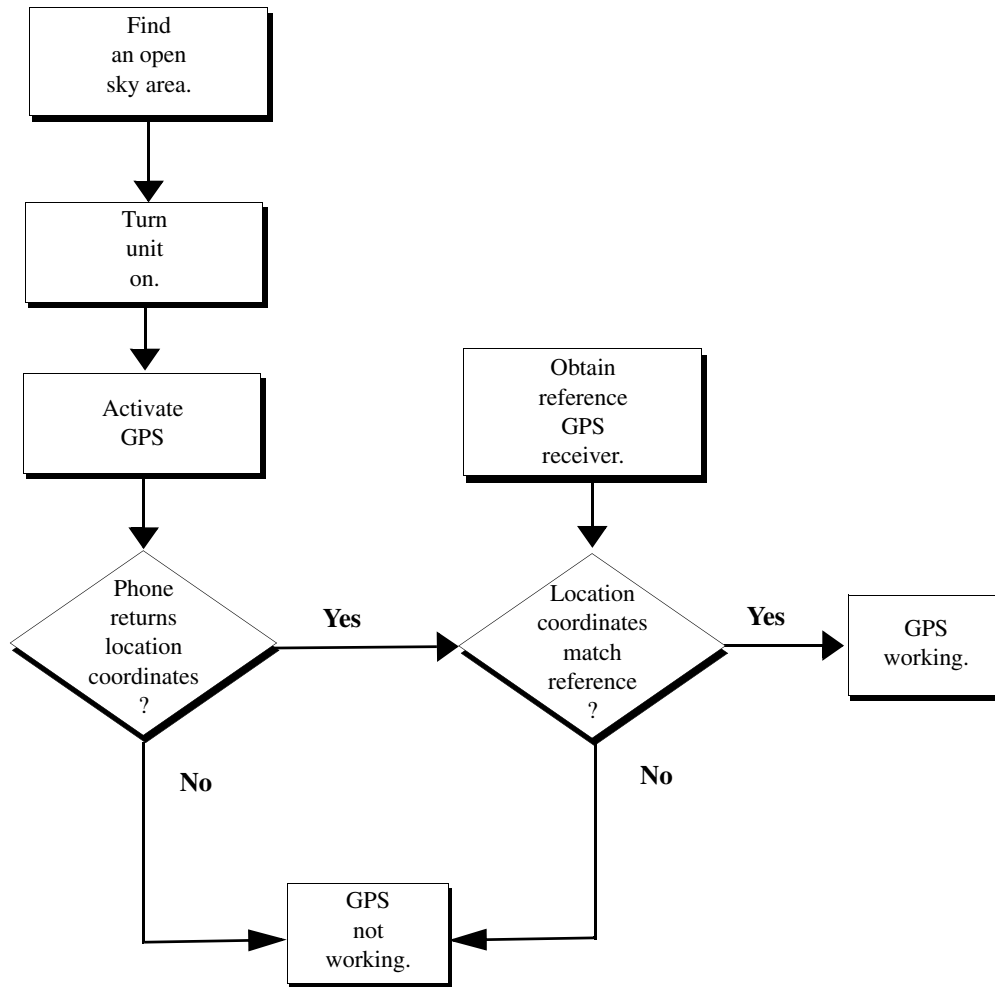 Find
an open
sky area.
Turn
unit
on.
Activate
GPS
Obtain
reference
GPS
receiver.
Phone
returns
location
coordinates
?
Yes
Location
coordinates
match
reference
?
Yes
GPS
working.
No
No
GPS
not
working.